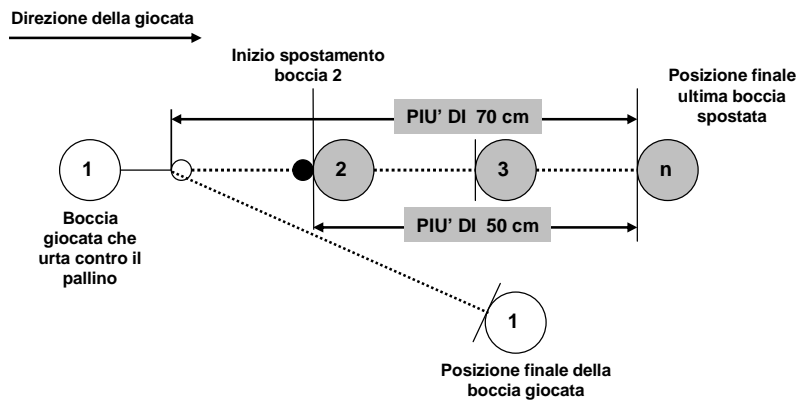 Direzione della giocata
Inizio spostamento
boccia 2
Posizione finale
ultima boccia
spostata
PIU' DI 70 cm
1
2
3
n
Boccia
giocata che
urta contro il
pallino
PIU' DI 50 cm
1
Posizione finale della
boccia giocata